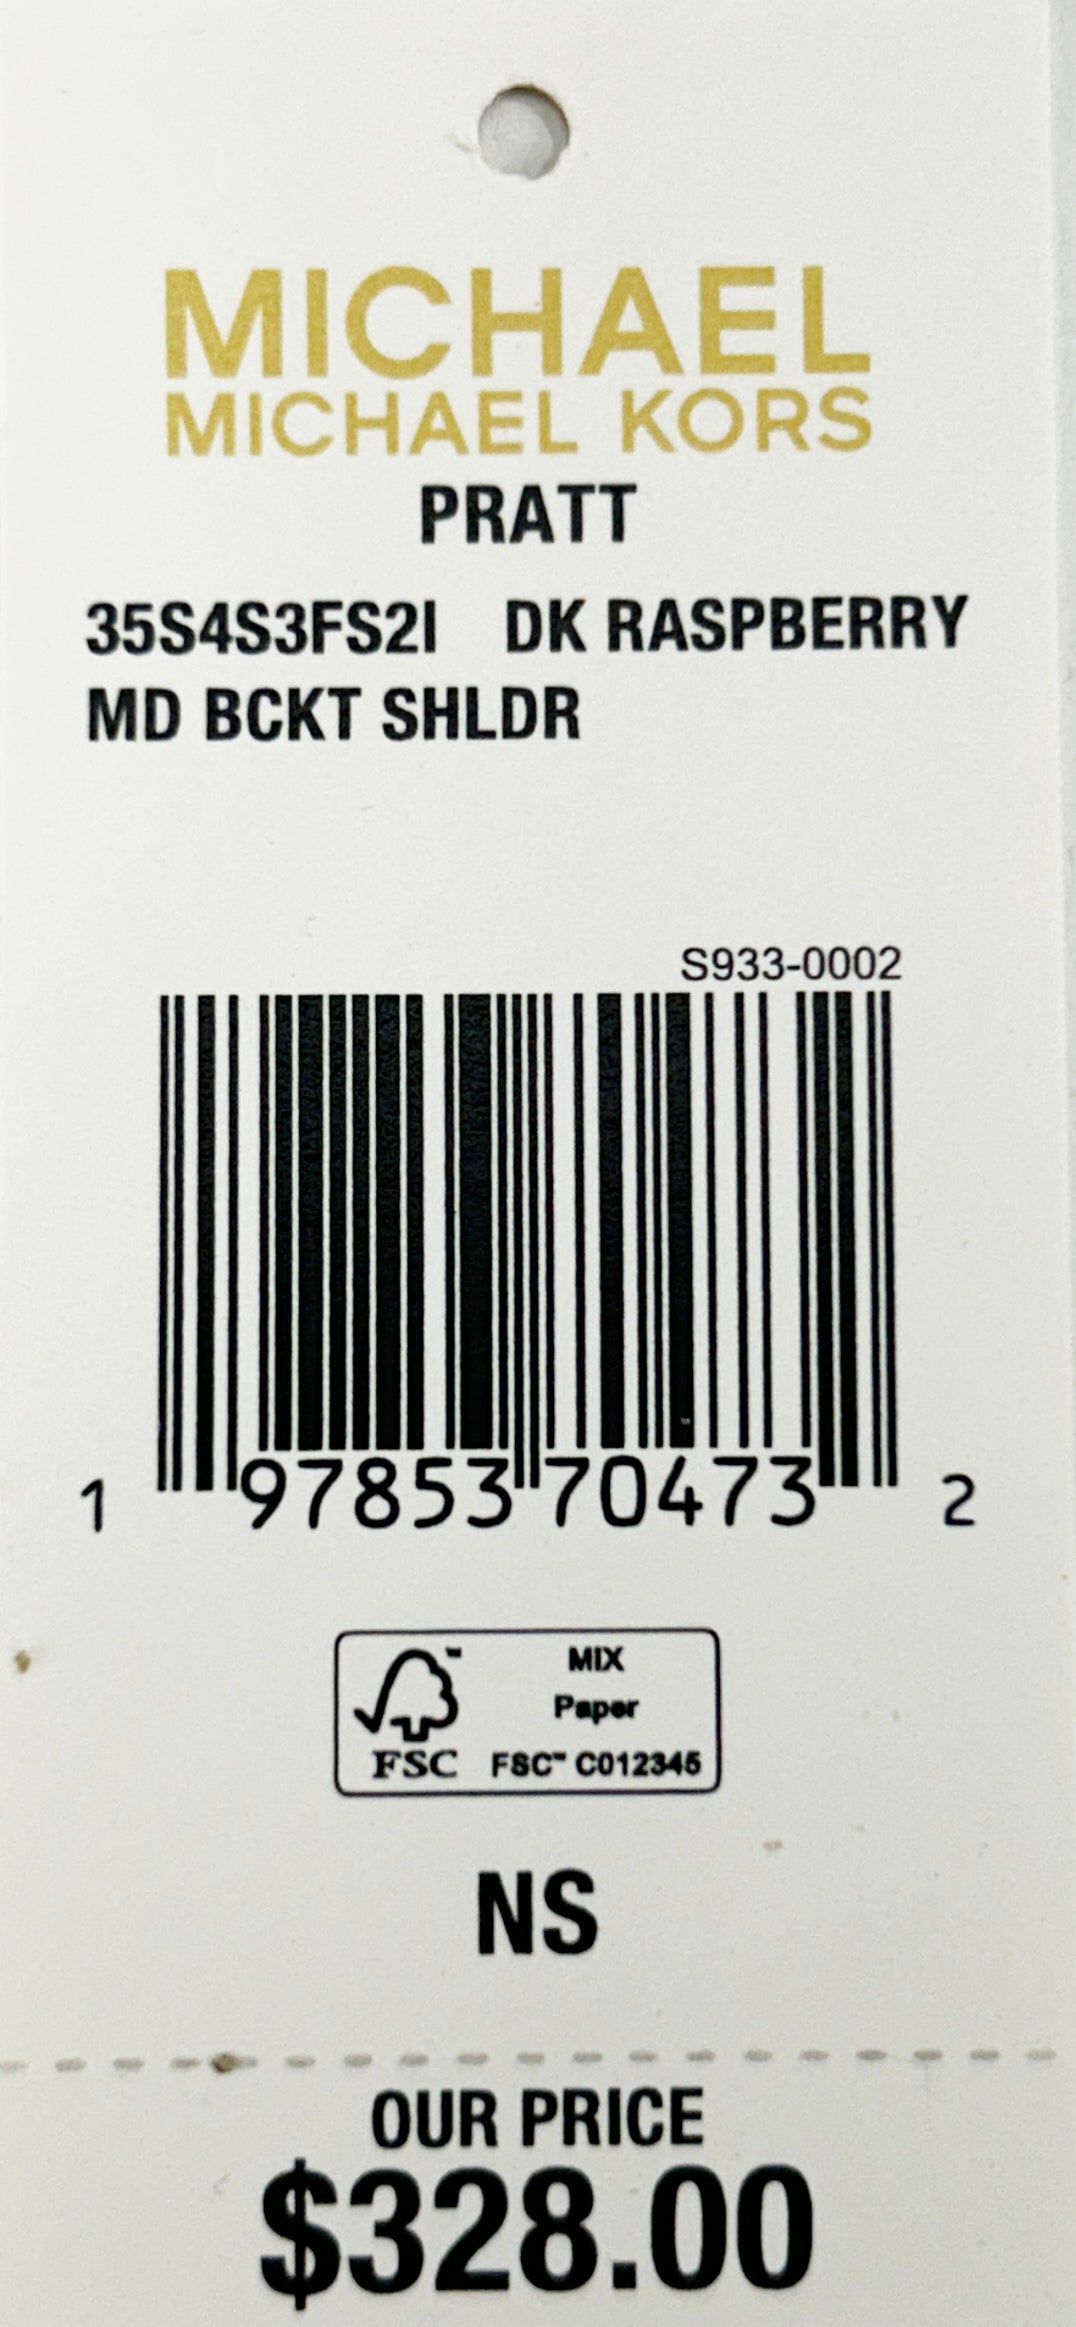 MICHAEL
MICHAEL KORS
PRATT
35S4S3FS2I DK RASPBERRY
MD BCKT SHLDR
S933-0002
1 97853 70473 2
FSC
MIX
Paper
FSC™ C012345
NS
OUR PRICE
$328.00